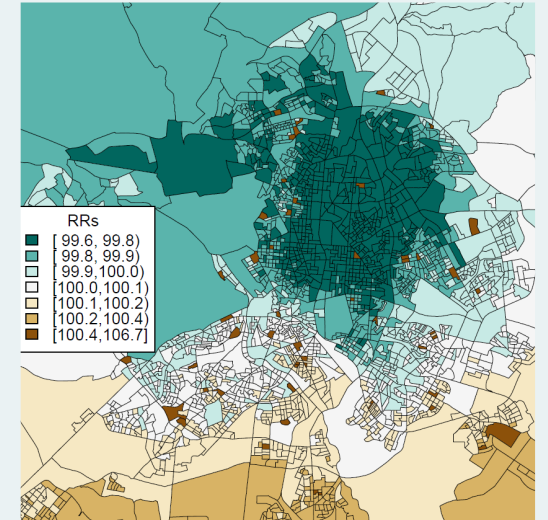 RRs
[ 99.6, 99.8)
[ 99.8, 99.9)
[ 99.9,100.0)
[100.0,100.1)
[100.1,100.2)
[100.2,100.4)
[100.4,106.7]